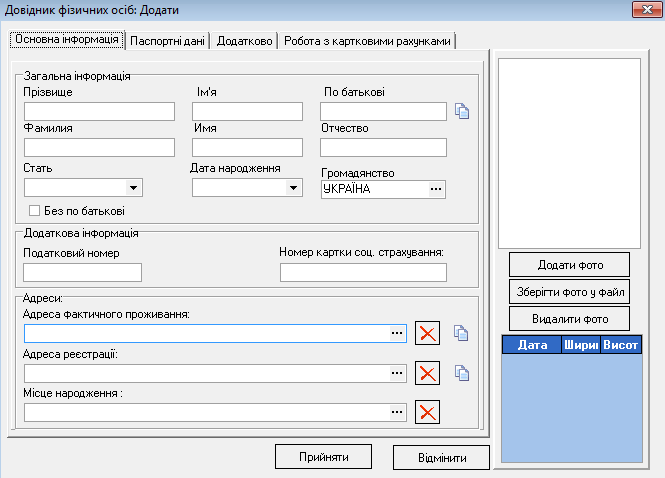 Довідник фізичних осіб: Додати
Основна інформація Паспортні дані Додатково Робота з картковими рахунками
Загальна інформація
Прізвище Ім'я По батькові
Фамилия Имя Отчество
Стать Дата народження Громадянство
УКРАЇНА ...
Без по батькові
Додаткова інформація
Податковий номер Номер картки соц. страхування:
Адреси:
Адреса фактичного проживання:
...
Адреса реєстрації:
...
Місце народження :
...
Прийняти Відмінити
Додати фото
Зберігти фото у файл
Видалити фото
Дата Шири Висот